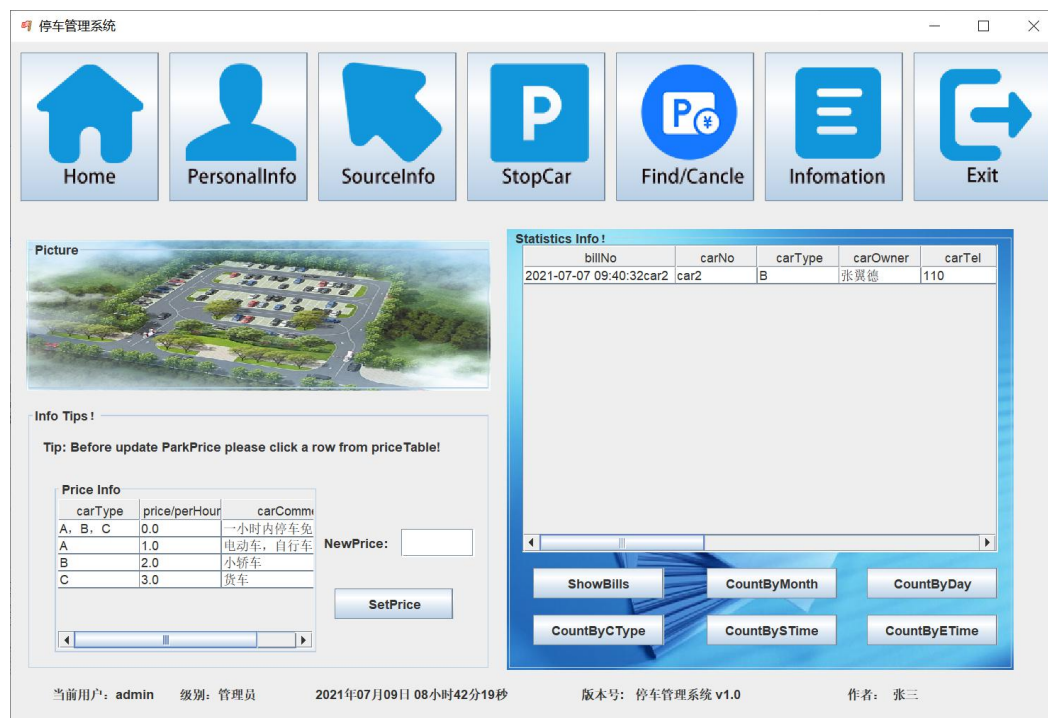 停车管理系统
Home PersonalInfo SourceInfo StopCar Find/Cancle Infomation Exit
Picture
Statistics Info !
billNo carNo carType carOwner carTel
2021-07-07 09:40:32car2 car2 B 张翼德 110
Info Tips !
Tip: Before update ParkPrice please click a row from priceTable!
Price Info
carType price/perHour carComm
A，B，C 0.0 一小时内停车免
A 1.0 电动车，自行车
B 2.0 小轿车
C 3.0 货车
NewPrice:
SetPrice
ShowBills CountByMonth CountByDay
CountByCType CountBySTime CountByETime
当前用户：admin 级别：管理员 2021年07月09日 08小时42分19秒 版本号： 停车管理系统 v1.0 作者： 张三